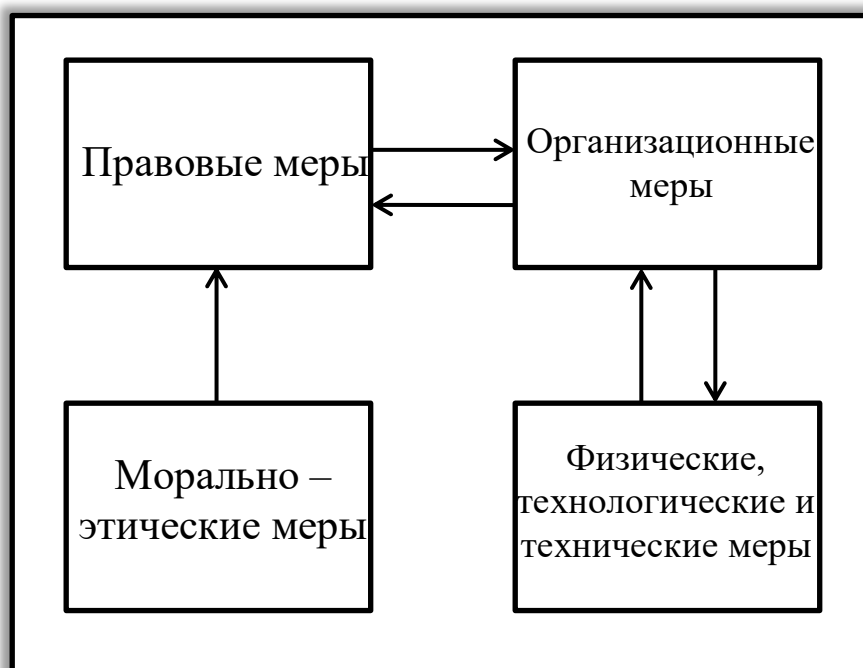 Правовые меры
Организационные
меры
Морально –
этические меры
Физические,
технологические и
технические меры